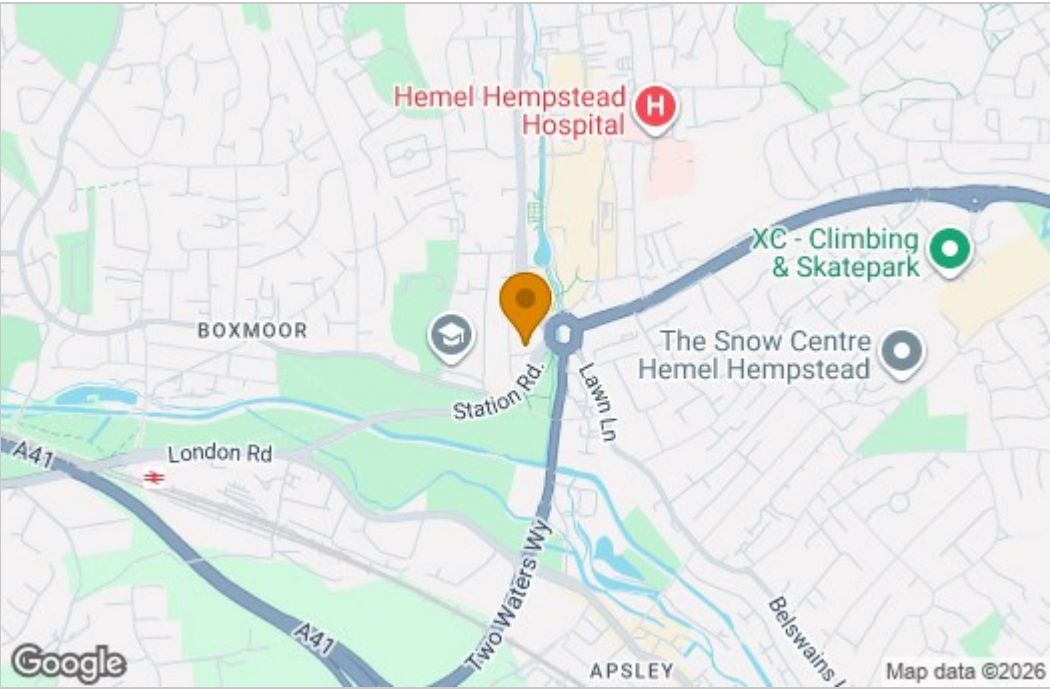 Hemel Hempstead
Hospital
H
XC - Climbing
& Skatepark
BOXMOOR
The Snow Centre
Hemel Hempstead
Station Rd.
Lawn Ln
London Rd
A41
Two Waters Wy
A41
Belswains L
APSLEY
Google
Map data ©2026